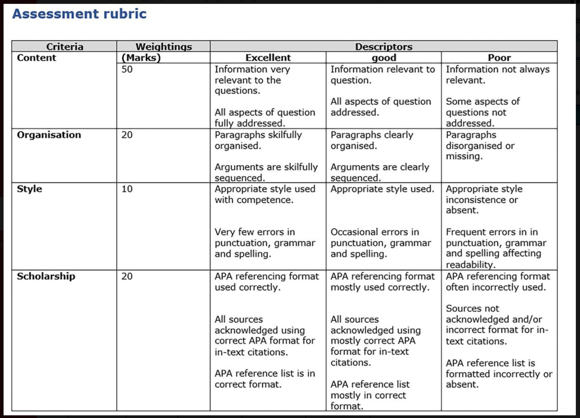 Assessment rubric
Criteria Weightings Descriptors
Content (Marks) Excellent good Poor
50 Information very Information relevant to Information not always
relevant to the question. relevant.
questions.
All aspects of question Some aspects of
All aspects of question addressed. questions not
fully addressed. addressed.
Organisation 20 Paragraphs skilfully Paragraphs clearly Paragraphs
organised. organised. disorganised or
missing.
Arguments are skilfully Arguments are clearly
sequenced. sequenced.
Style 10 Appropriate style used Appropriate style used. Appropriate style
with competence. inconsistence or
absent.
Very few errors in Occasional errors in
punctuation, grammar punctuation, grammar Frequent errors in in
and spelling. and spelling. punctuation, grammar
and spelling affecting
readability.
Scholarship 20 APA referencing format APA referencing format APA referencing format
used correctly. mostly used correctly. often incorrectly used.
Sources not
All sources All sources acknowledged and/or
acknowledged using acknowledged using incorrect format for in-
correct APA format for mostly correct APA text citations.
in-text citations. format for in-text
citations. APA reference list is
APA reference list is in formatted incorrectly or
correct format. APA reference list absent.
mostly in correct
format.